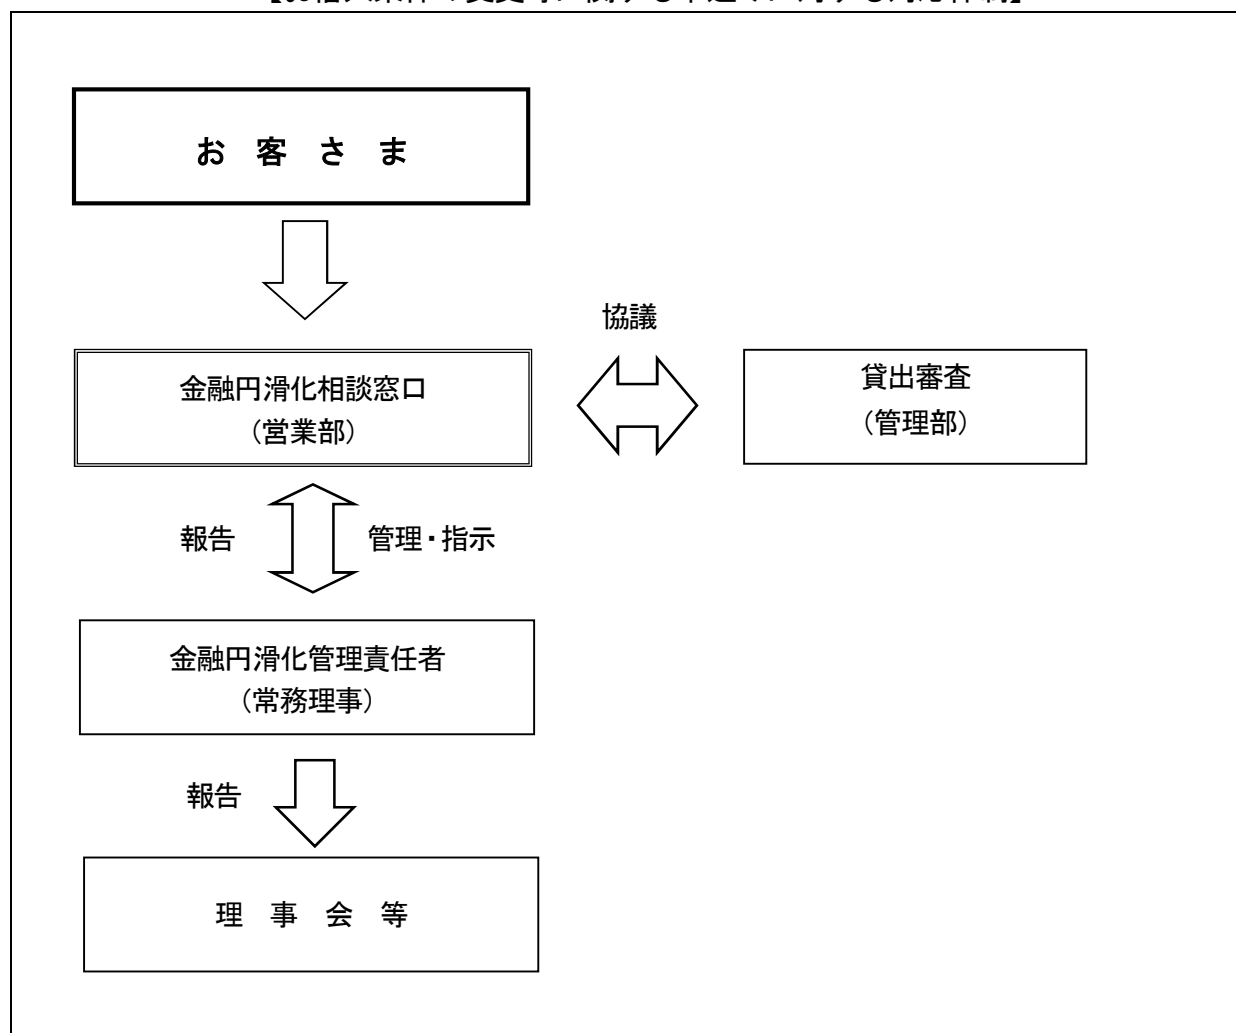 お 客 さ ま
協議
金融円滑化相談窓口
（営業部）
貸出審査
（管理部）
報告
管理・指示
金融円滑化管理責任者
（常務理事）
報告
理 事 会 等